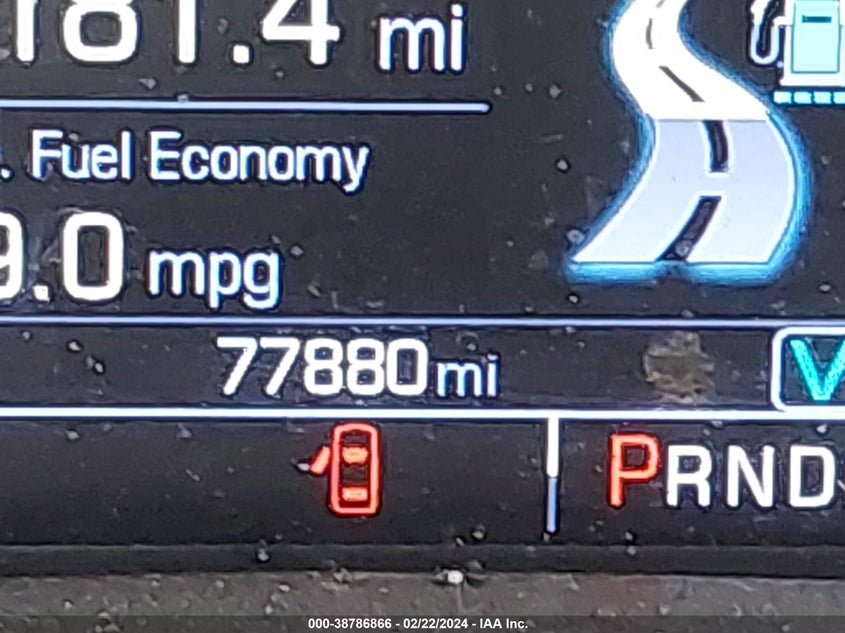 181.4 mi
. Fuel Economy
9.0 mpg
77880 mi
V
PRND
000-38786866 - 02/22/2024 - IAA Inc.